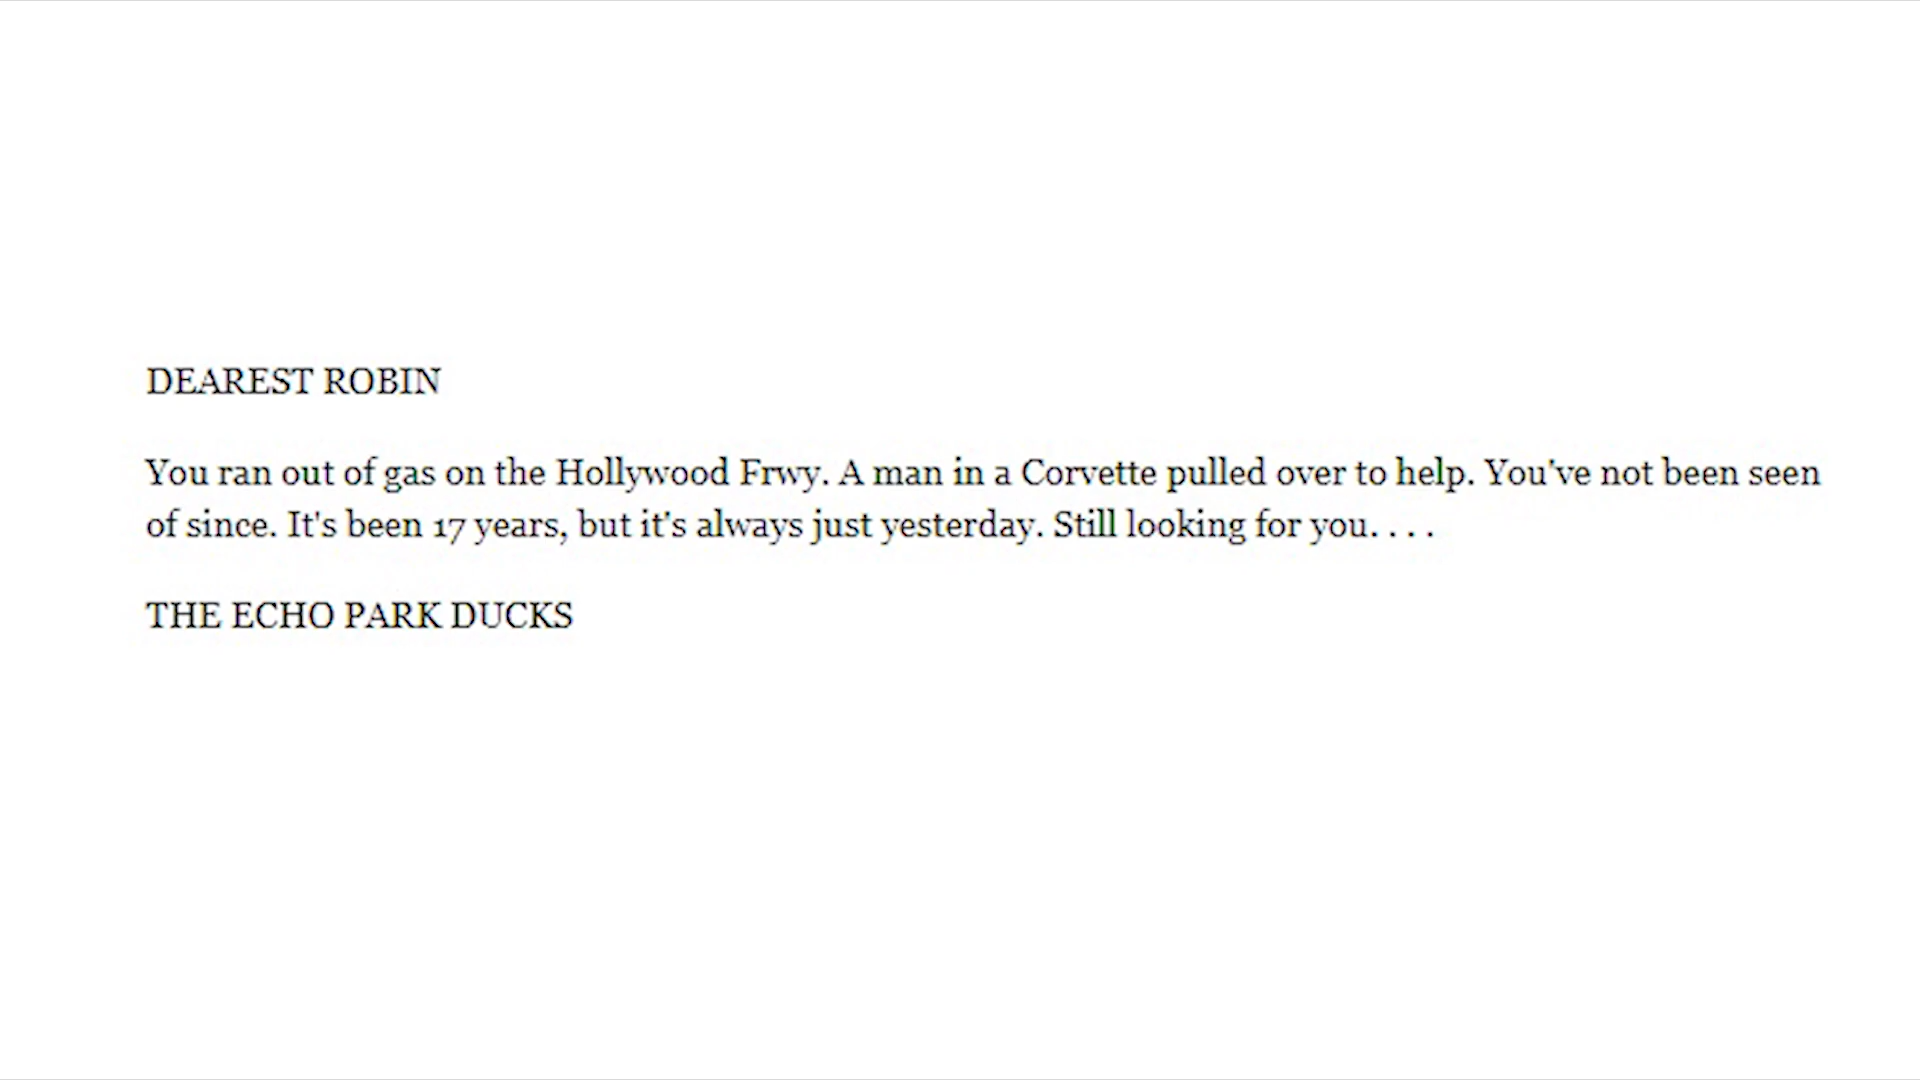 DEAREST ROBIN
You ran out of gas on the Hollywood Frwy. A man in a Corvette pulled over to help. You've not been seen
of since. It's been 17 years, but it's always just yesterday. Still looking for you. . . .
THE ECHO PARK DUCKS